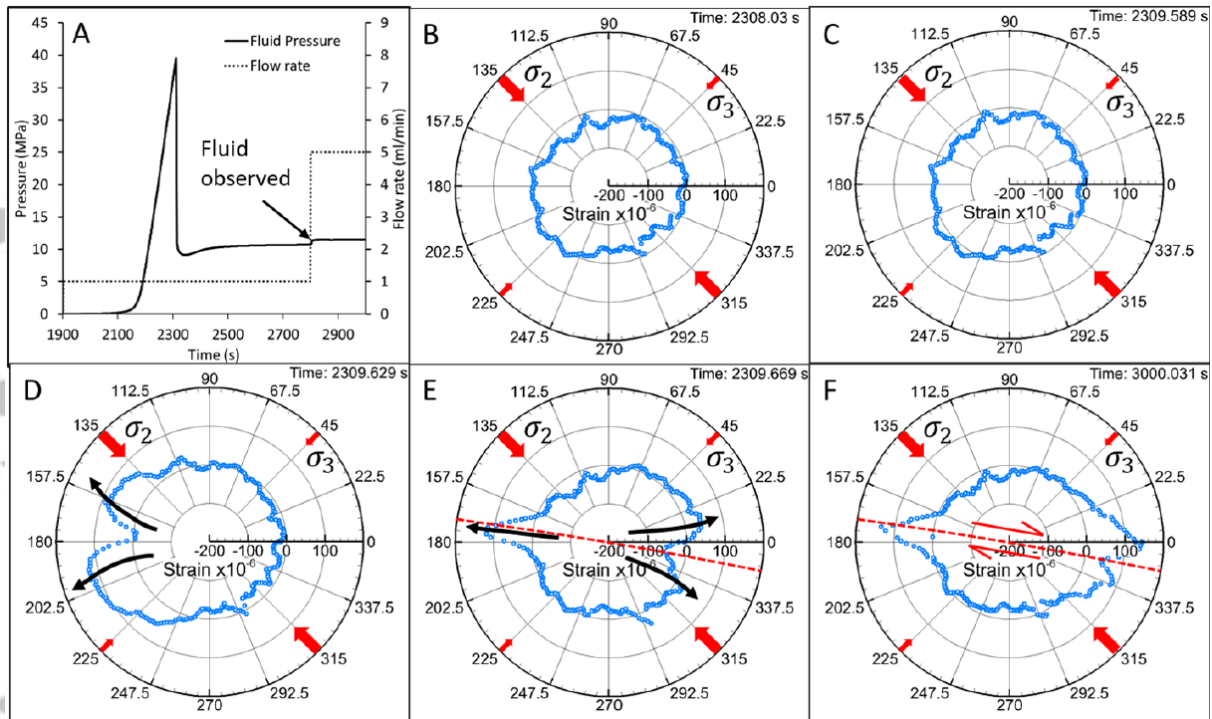 A
Fluid Pressure
Flow rate
Fluid
observed
Pressure (MPa)
45
40
35
30
25
20
15
10
5
0
Flow rate (ml/min)
9
8
7
6
5
4
3
2
1
0
1900 2100 2300 2500 2700 2900
Time (s)
B
Time: 2308.03 s
90
112.5 67.5
135 σ2 45
σ3
157.5 22.5
180 -200 -100 0 100 0
Strain x10-6
202.5 337.5
225 315
247.5 292.5
270
C
Time: 2309.589 s
90
112.5 67.5
135 σ2 45
σ3
157.5 22.5
180 -200 -100 0 100 0
Strain x10-6
202.5 337.5
225 315
247.5 292.5
270
D
Time: 2309.629 s
90
112.5 67.5
135 σ2 45
σ3
157.5 22.5
180 -200 -100 0 100 0
Strain x10-6
202.5 337.5
225 315
247.5 292.5
270
E
Time: 2309.669 s
90
112.5 67.5
135 σ2 45
σ3
157.5 22.5
180 -200 -100 0 100 0
Strain x10-6
202.5 337.5
225 315
247.5 292.5
270
F
Time: 3000.031 s
90
112.5 67.5
135 σ2 45
σ3
157.5 22.5
180 -200 -100 0 100 0
Strain x10-6
202.5 337.5
225 315
247.5 292.5
270